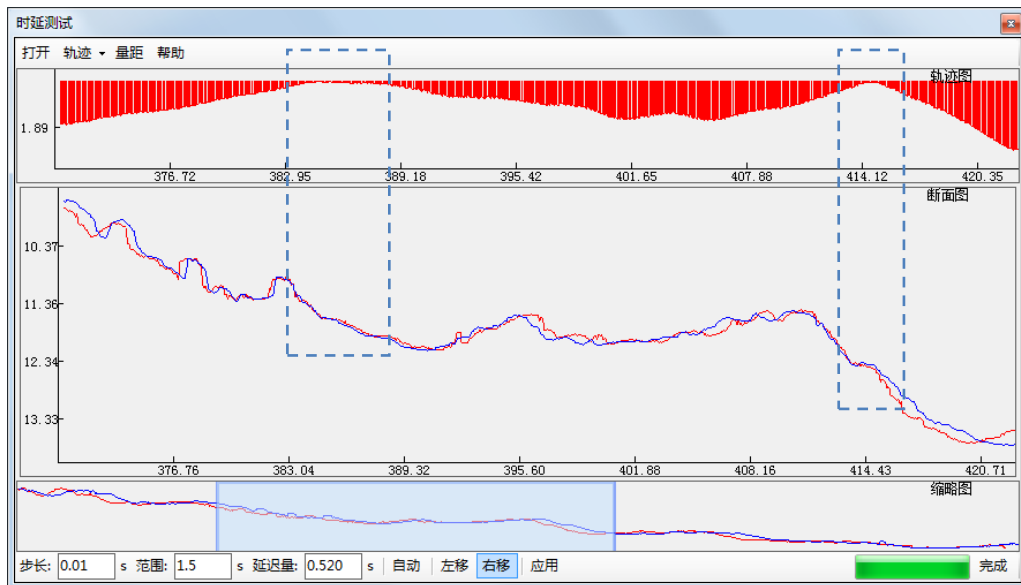 时延测试
打开 轨迹 量距 帮助
轨迹图
1.89
376.72 382.95 389.18 395.42 401.65 407.88 414.12 420.35
断面图
10.37
11.36
12.34
13.33
376.76 383.04 389.32 395.60 401.88 408.16 414.43 420.71
缩略图
步长: 0.01 s 范围: 1.5 s 延迟量: 0.520 s 自动 左移 右移 应用 完成